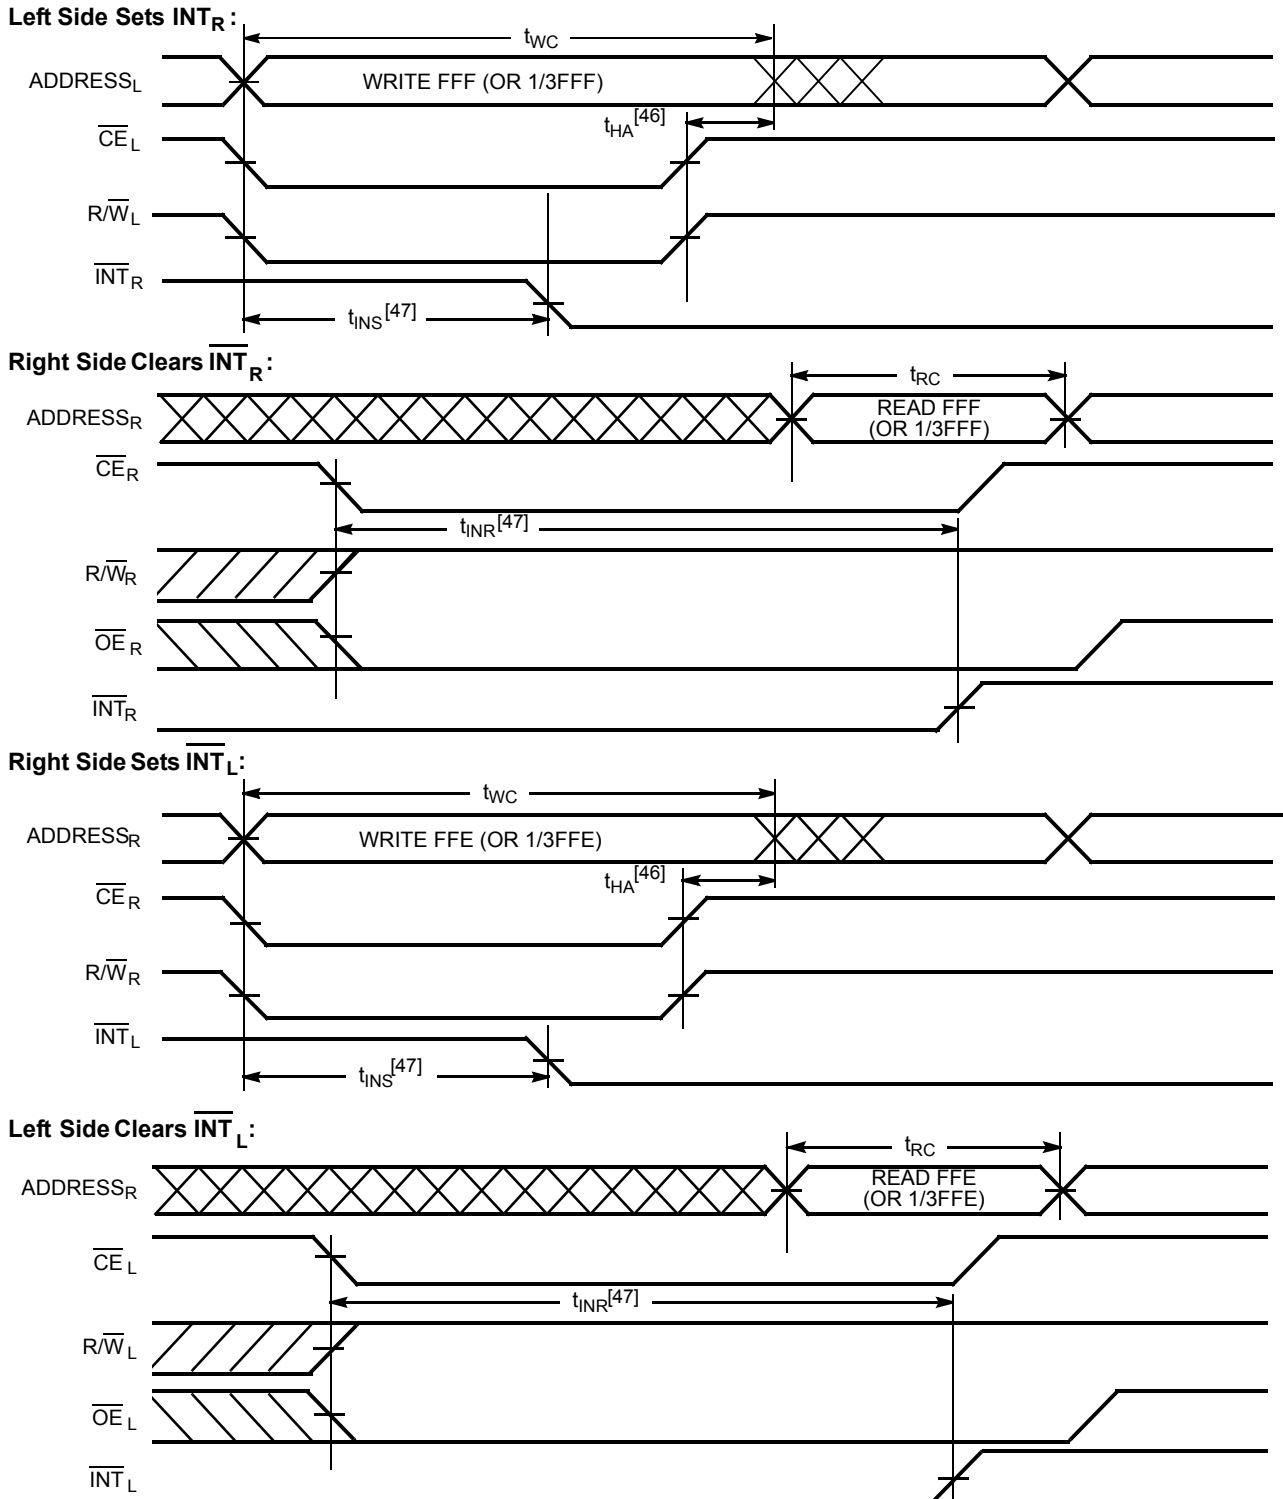 Left Side Sets INTR:
tWC
ADDRESSL
WRITE FFF (OR 1/3FFF)
tHA[46]
CEL
R/WL
INTR
tINS[47]
Right Side Clears INTR:
tRC
ADDRESSR
READ FFF
(OR 1/3FFF)
CER
tINR[47]
R/WR
OER
INTR
Right Side Sets INTL:
tWC
ADDRESSR
WRITE FFE (OR 1/3FFE)
tHA[46]
CER
R/WR
INTL
tINS[47]
Left Side Clears INTL:
tRC
ADDRESSR
READ FFE
(OR 1/3FFE)
CEL
tINR[47]
R/WL
OEL
INTL